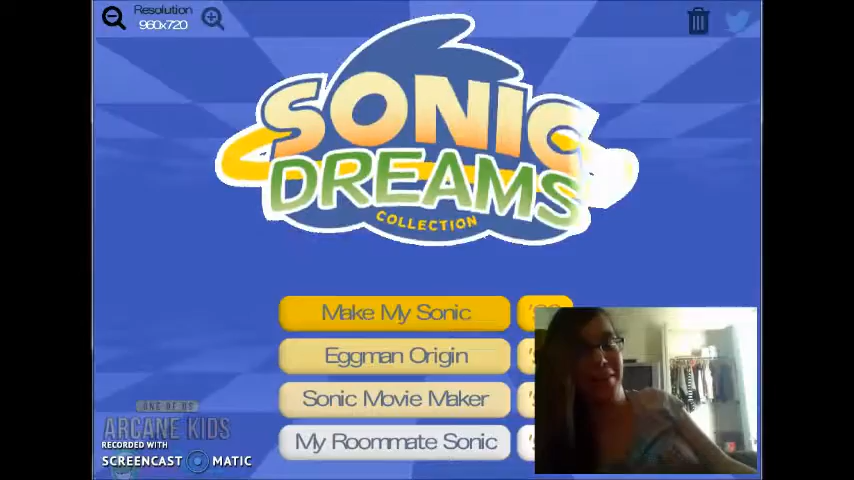 Resolution
960x720
SONIC
DREAMS
COLLECTION
Make My Sonic
Eggman Origin
Sonic Movie Maker
My Roommate Sonic
ONE OF US
ARCANE KIDS
RECORDED WITH
SCREENCAST MATIC